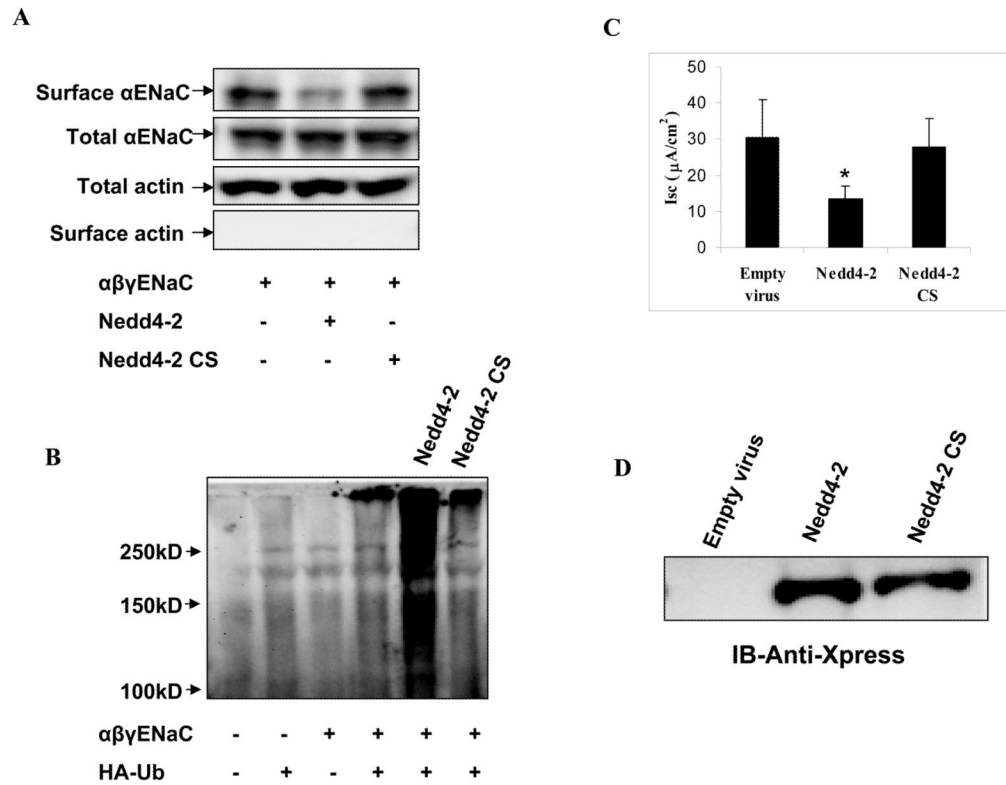 A
Surface αENaC
Total αENaC
Total actin
Surface actin
αβγENaC + + +
Nedd4-2 - + -
Nedd4-2 CS - - +
B
Nedd4-2
Nedd4-2 CS
250kD
150kD
100kD
αβγENaC - - + + + +
HA-Ub - + - + + +
C
Isc ( µA/cm²)
50
40
30
20
10
0
*
Empty virus
Nedd4-2
Nedd4-2 CS
D
Empty virus
Nedd4-2
Nedd4-2 CS
IB-Anti-Xpress